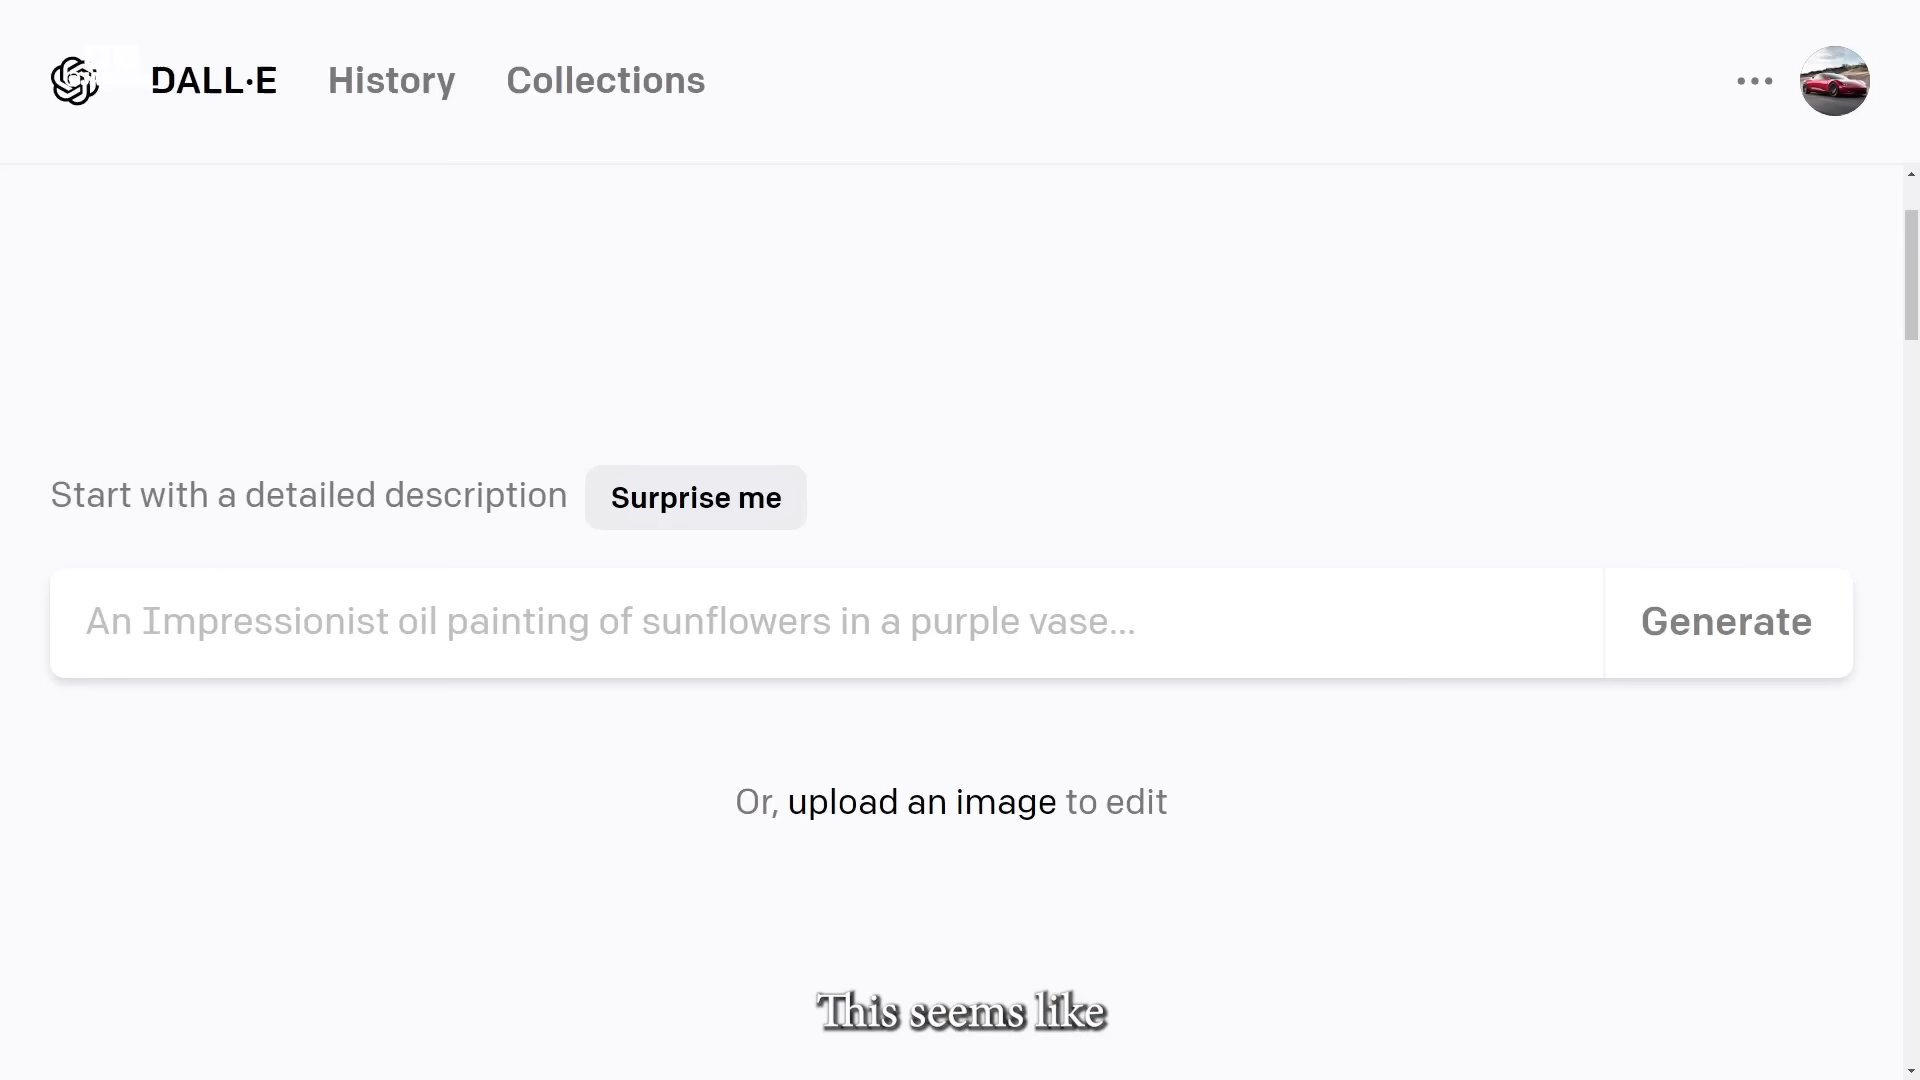 DALL·E History Collections
Start with a detailed description Surprise me
An Impressionist oil painting of sunflowers in a purple vase...
Generate
Or, upload an image to edit
This seems like